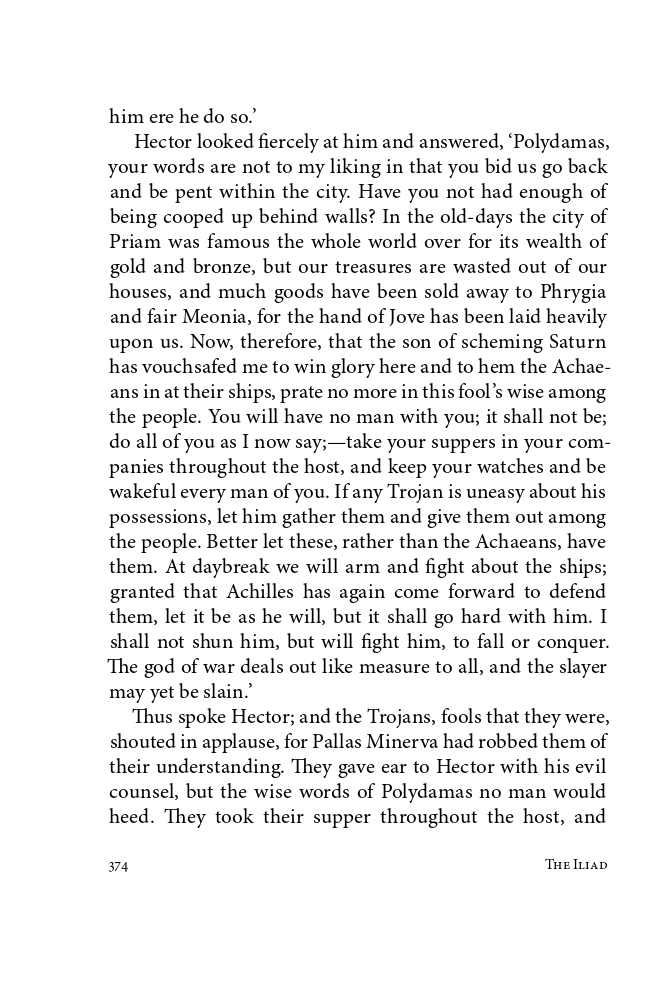 him ere he do so.’
Hector looked fiercely at him and answered, ‘Polydamas,
your words are not to my liking in that you bid us go back
and be pent within the city. Have you not had enough of
being cooped up behind walls? In the old-days the city of
Priam was famous the whole world over for its wealth of
gold and bronze, but our treasures are wasted out of our
houses, and much goods have been sold away to Phrygia
and fair Meonia, for the hand of Jove has been laid heavily
upon us. Now, therefore, that the son of scheming Saturn
has vouchsafed me to win glory here and to hem the Achae-
ans in at their ships, prate no more in this fool’s wise among
the people. You will have no man with you; it shall not be;
do all of you as I now say;—take your suppers in your com-
panies throughout the host, and keep your watches and be
wakeful every man of you. If any Trojan is uneasy about his
possessions, let him gather them and give them out among
the people. Better let these, rather than the Achaeans, have
them. At daybreak we will arm and fight about the ships;
granted that Achilles has again come forward to defend
them, let it be as he will, but it shall go hard with him. I
shall not shun him, but will fight him, to fall or conquer.
The god of war deals out like measure to all, and the slayer
may yet be slain.’
Thus spoke Hector; and the Trojans, fools that they were,
shouted in applause, for Pallas Minerva had robbed them of
their understanding. They gave ear to Hector with his evil
counsel, but the wise words of Polydamas no man would
heed. They took their supper throughout the host, and
374
The Iliad